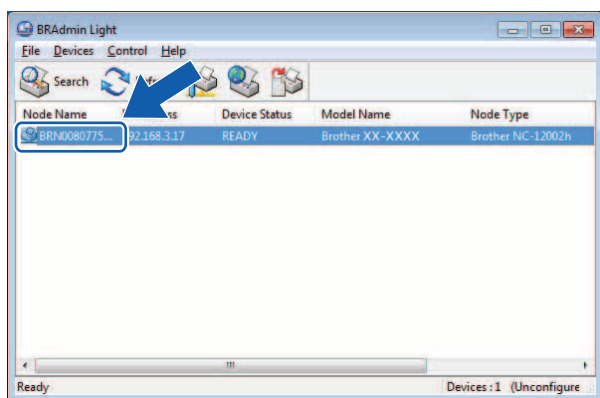 BRAdmin Light
File Devices Control Help
Search
Node Name Device Status Model Name Node Type
BRN0080775... 92.168.3.17 READY Brother XX-XXXX Brother NC-12002h
Ready Devices : 1 (Unconfigure